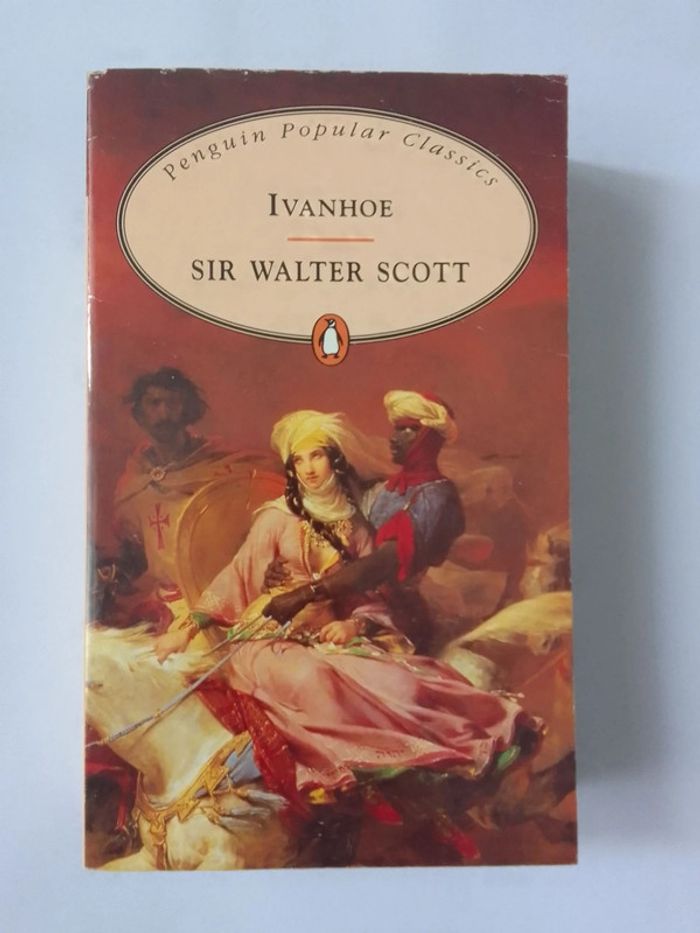 Penguin Popular Classics
IVANHOE
SIR WALTER SCOTT